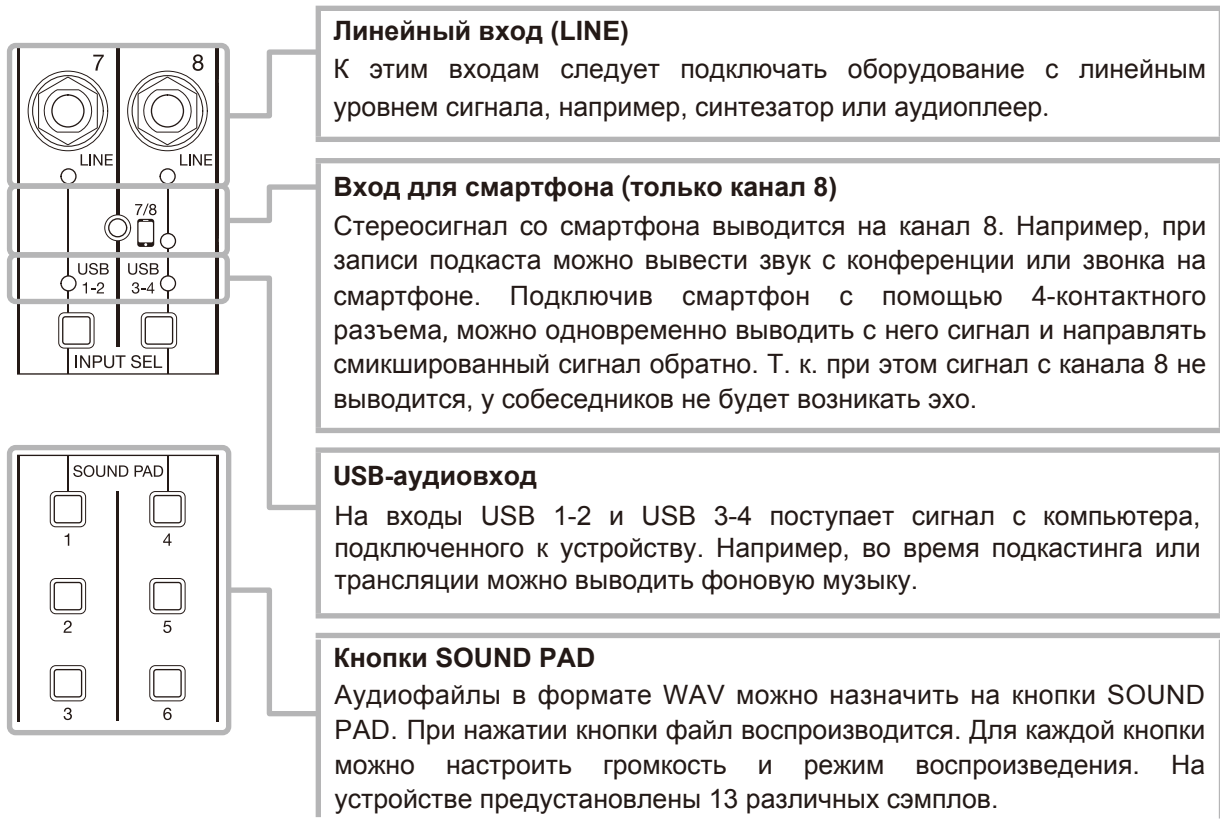 Линейный вход (LINE)
К этим входам следует подключать оборудование с линейным
уровнем сигнала, например, синтезатор или аудиоплеер.
7 8
LINE LINE
Вход для смартфона (только канал 8)
Стереосигнал со смартфона выводится на канал 8. Например, при
записи подкаста можно вывести звук с конференции или звонка на
смартфоне. Подключив смартфон с помощью 4-контактного
разъема, можно одновременно выводить с него сигнал и направлять
смикшированный сигнал обратно. Т. к. при этом сигнал с канала 8 не
выводится, у собеседников не будет возникать эхо.
7/8
USB USB
1-2 3-4
INPUT SEL
USB-аудиовход
На входы USB 1-2 и USB 3-4 поступает сигнал с компьютера,
подключенного к устройству. Например, во время подкастинга или
трансляции можно выводить фоновую музыку.
SOUND PAD
1 4
2 5
3 6
Кнопки SOUND PAD
Аудиофайлы в формате WAV можно назначить на кнопки SOUND
PAD. При нажатии кнопки файл воспроизводится. Для каждой кнопки
можно настроить громкость и режим воспроизведения. На
устройстве предустановлены 13 различных сэмплов.